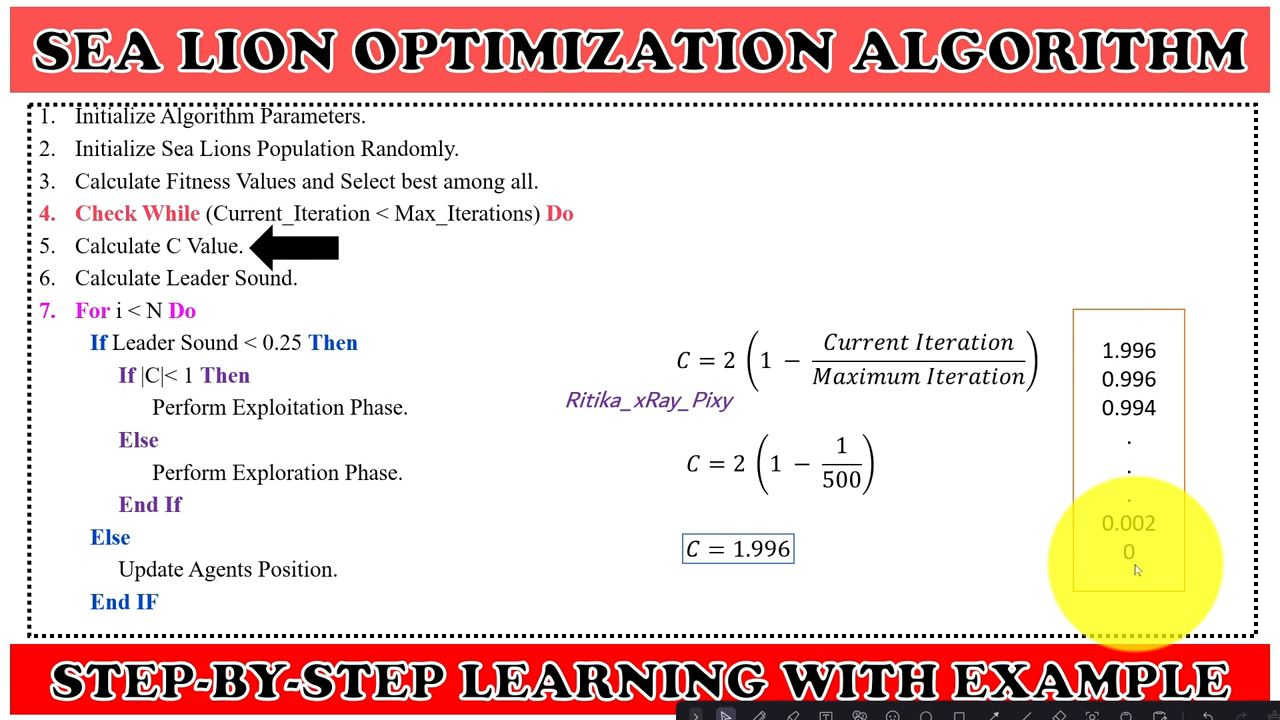 SEA LION OPTIMIZATION ALGORITHM
1. Initialize Algorithm Parameters.
2. Initialize Sea Lions Population Randomly.
3. Calculate Fitness Values and Select best among all.
4. Check While (Current_Iteration < Max_Iterations) Do
5. Calculate C Value.
6. Calculate Leader Sound.
7. For i < N Do
If Leader Sound < 0.25 Then
If |C|< 1 Then
Perform Exploitation Phase.
Else
Perform Exploration Phase.
End If
Else
Update Agents Position.
End IF
C = 2 (1 − Current Iteration / Maximum Iteration)
Ritika_xRay_Pixy
C = 2 (1 − 1 / 500)
C = 1.996
1.996
0.996
0.994
.
.
.
0.002
0
STEP-BY-STEP LEARNING WITH EXAMPLE